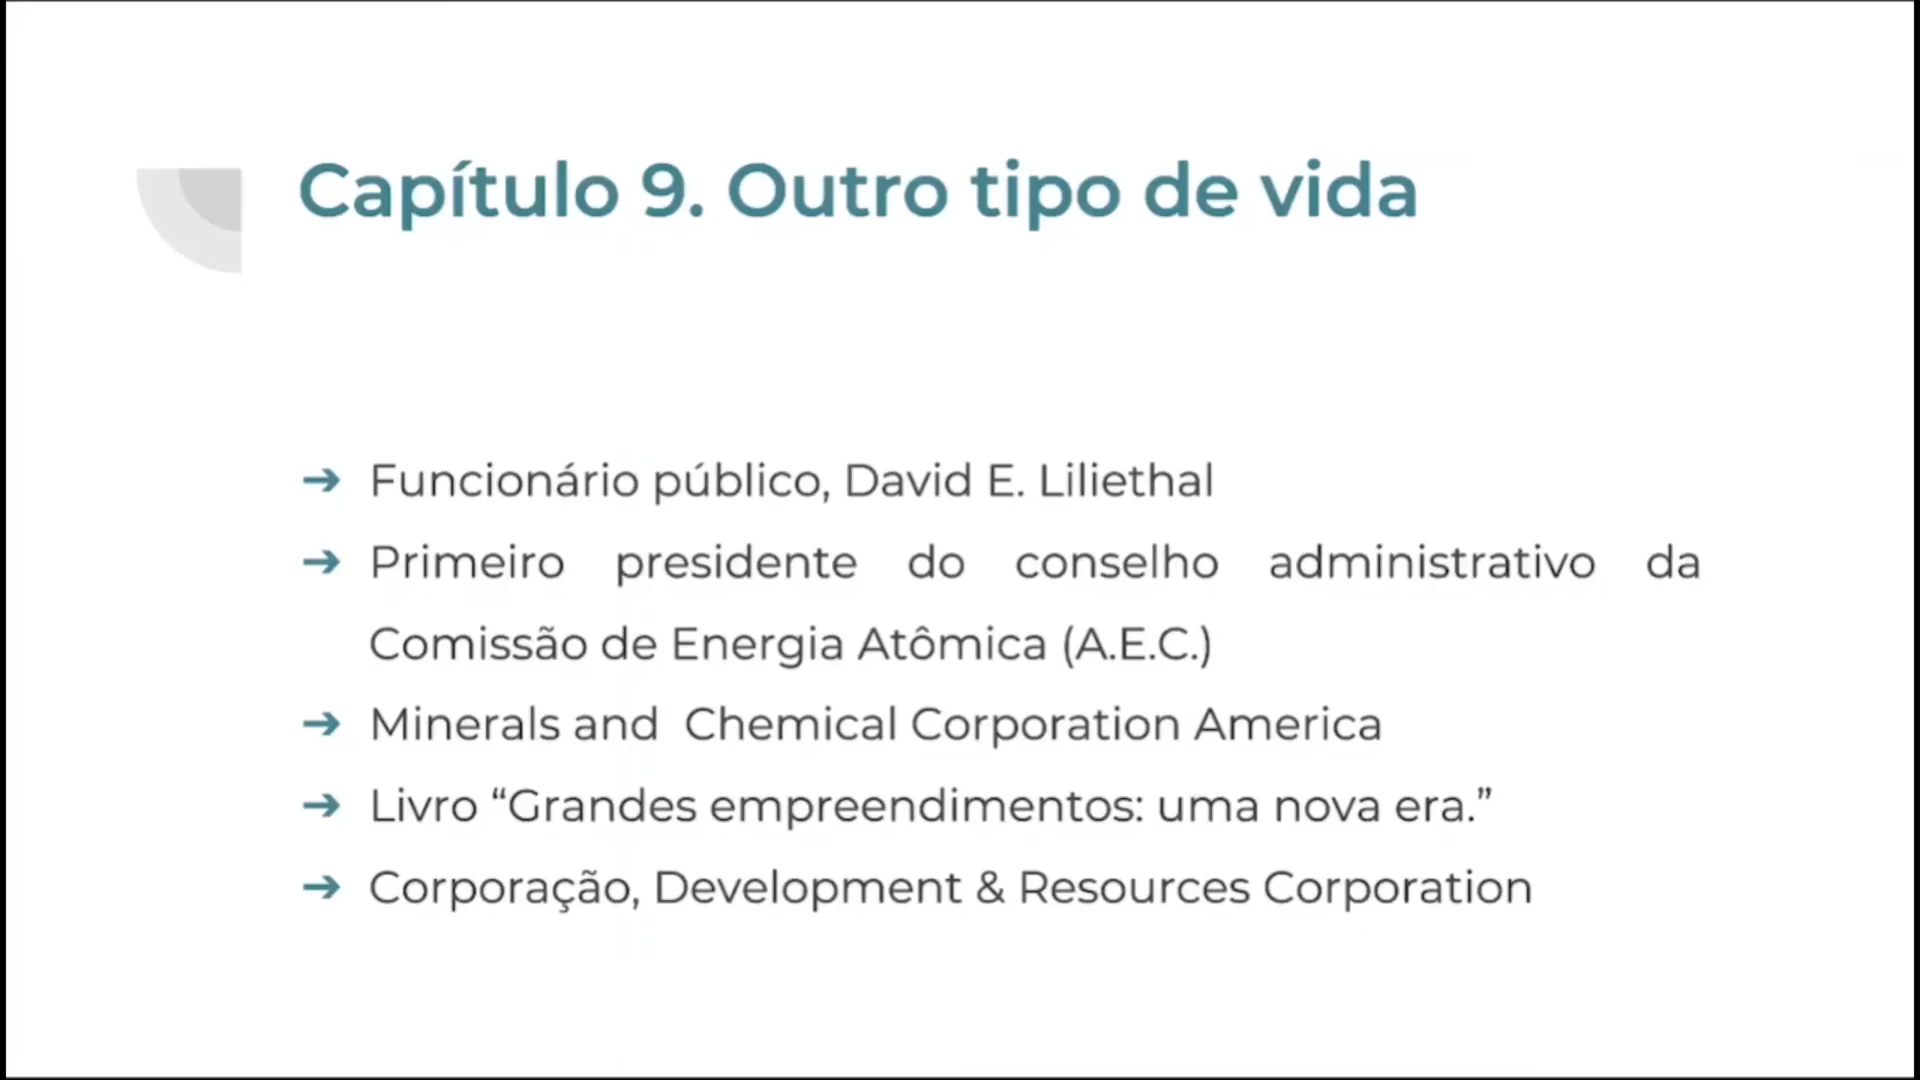 Capítulo 9. Outro tipo de vida
➔ Funcionário público, David E. Liliethal
➔ Primeiro presidente do conselho administrativo da
Comissão de Energia Atômica (A.E.C.)
➔ Minerals and Chemical Corporation America
➔ Livro “Grandes empreendimentos: uma nova era.”
➔ Corporação, Development & Resources Corporation